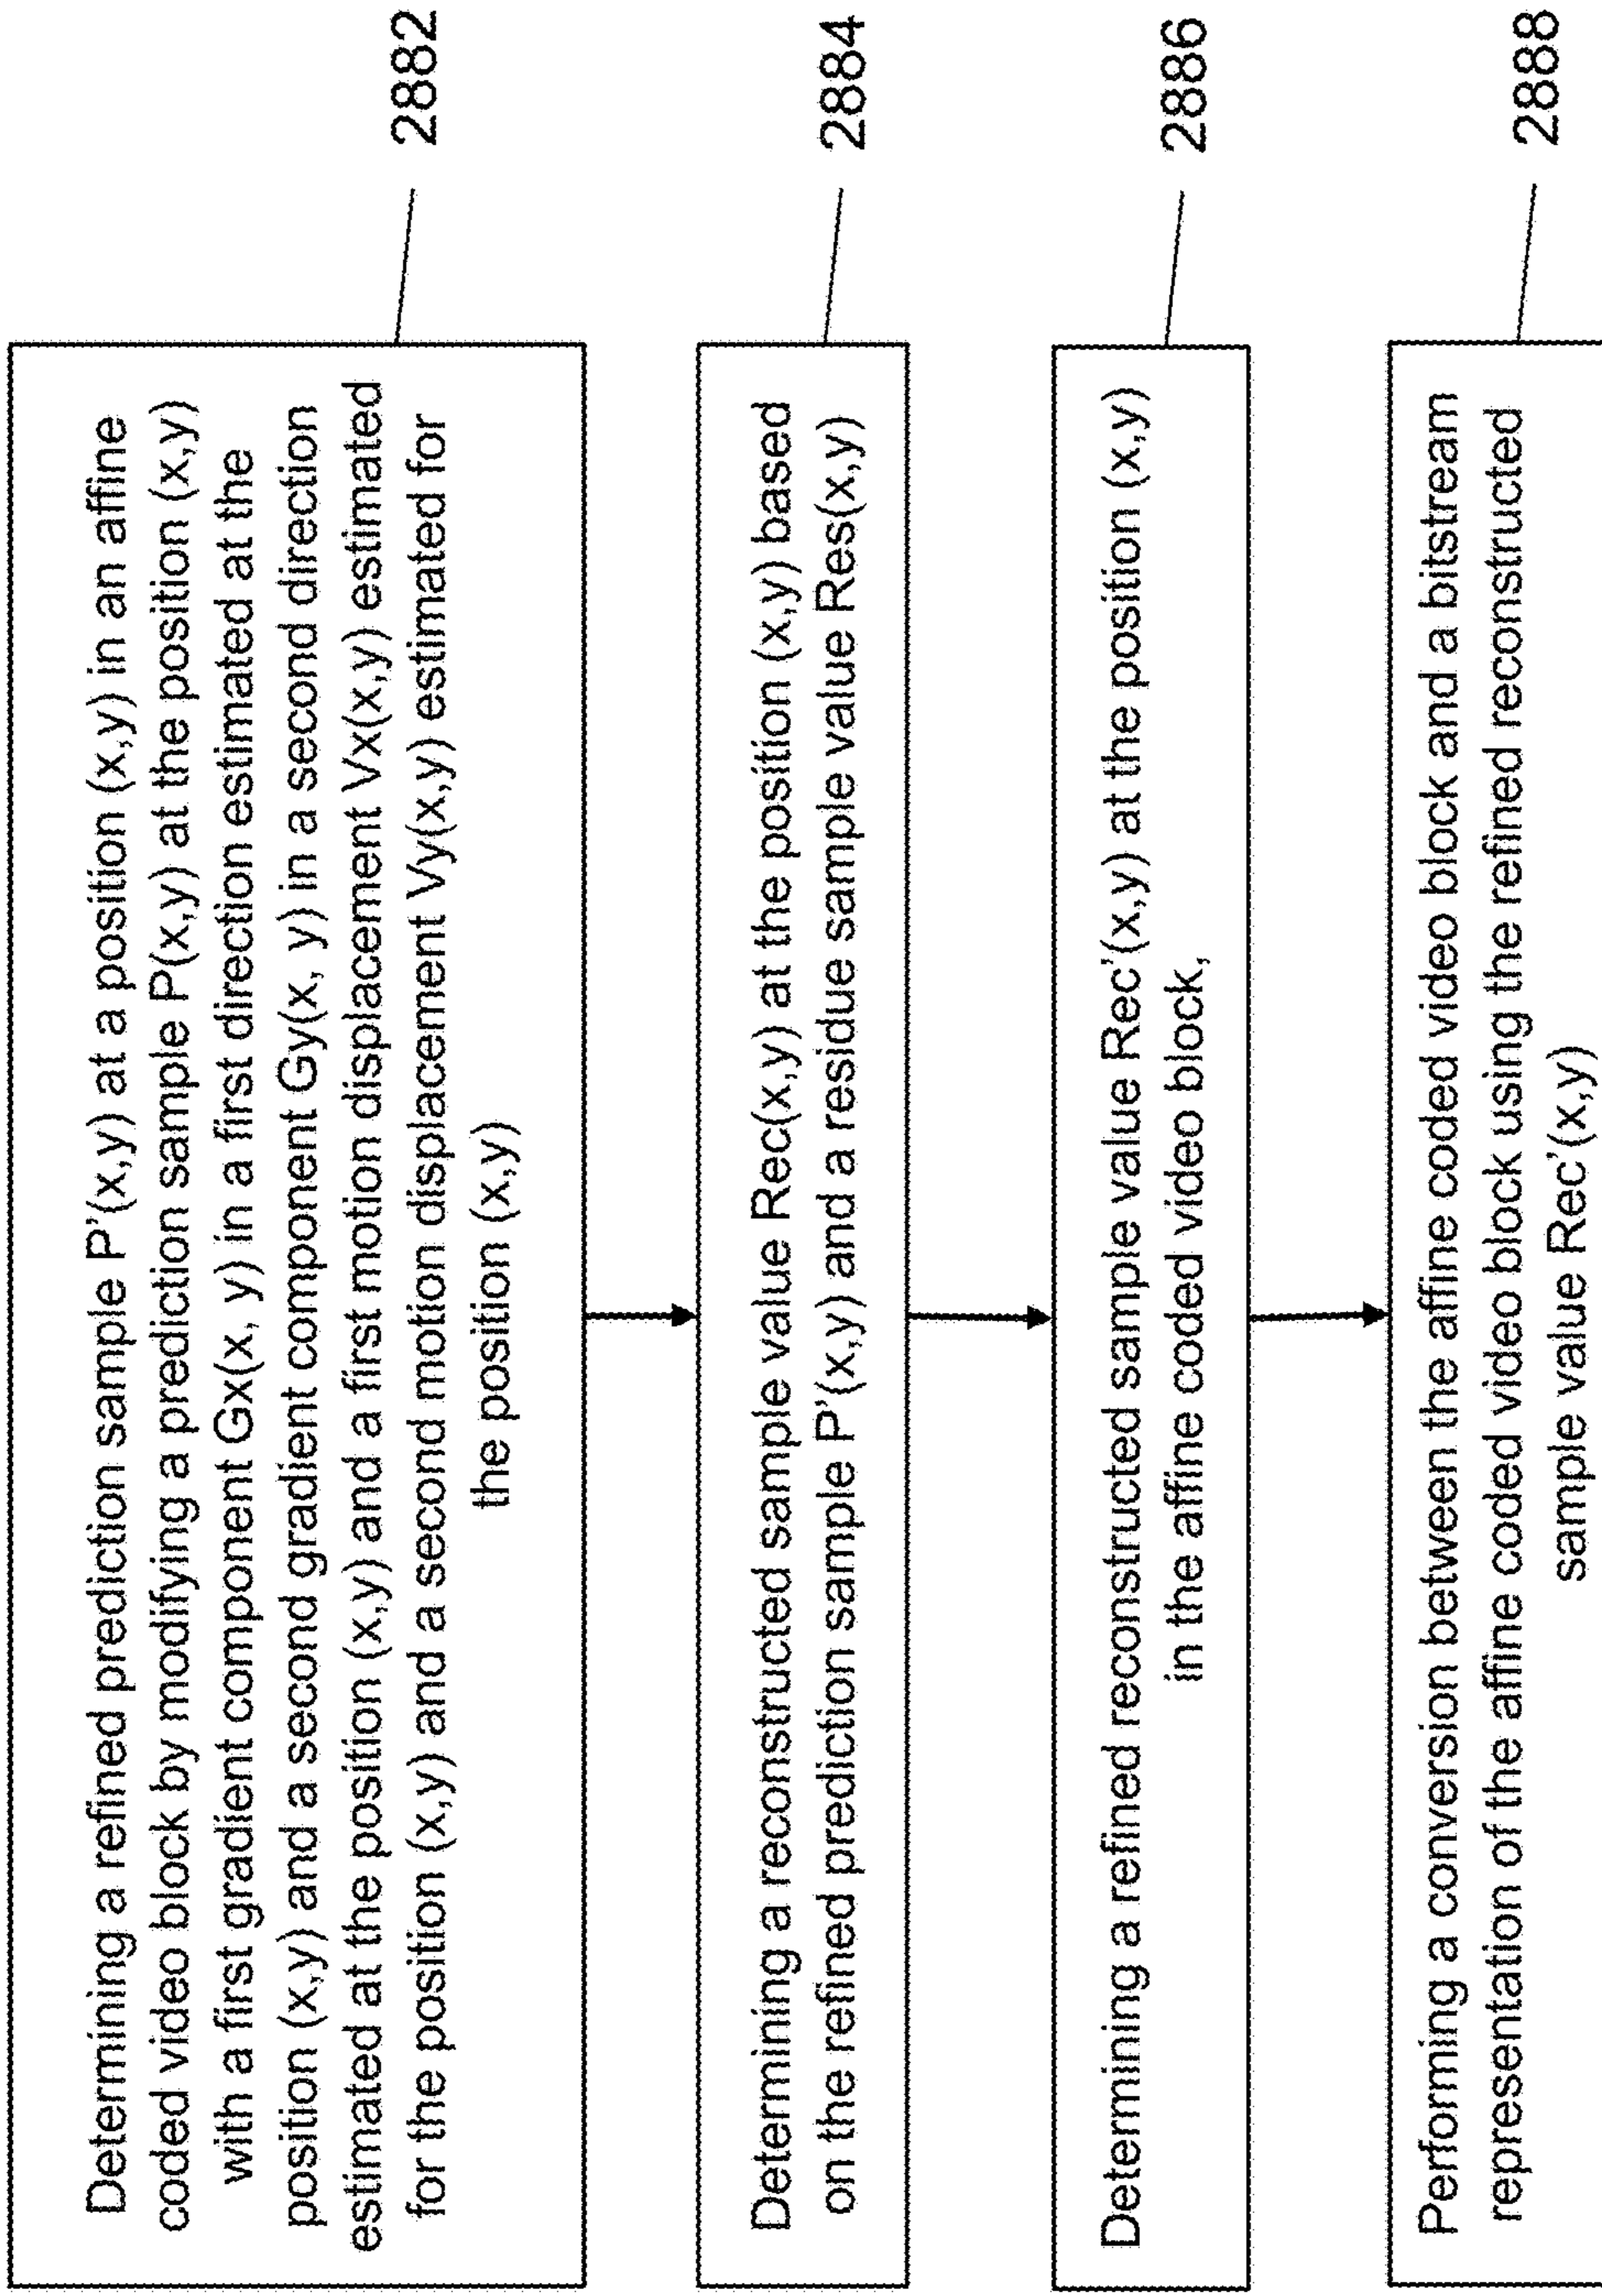 Determining a refined prediction sample P'(x,y) at a position (x,y) in an affine
coded video block by modifying a prediction sample P(x,y) at the position (x,y)
with a first gradient component Gx(x, y) in a first direction estimated at the
position (x,y) and a second gradient component Gy(x, y) in a second direction
estimated at the position (x,y) and a first motion displacement Vx(x,y) estimated
for the position (x,y) and a second motion displacement Vy(x,y) estimated for
the position (x,y)
2882
Determining a reconstructed sample value Rec(x,y) at the position (x,y) based
on the refined prediction sample P'(x,y) and a residue sample value Res(x,y)
2884
Determining a refined reconstructed sample value Rec'(x,y) at the position (x,y)
in the affine coded video block,
2886
Performing a conversion between the affine coded video block and a bitstream
representation of the affine coded video block using the refined reconstructed
sample value Rec'(x,y)
2888